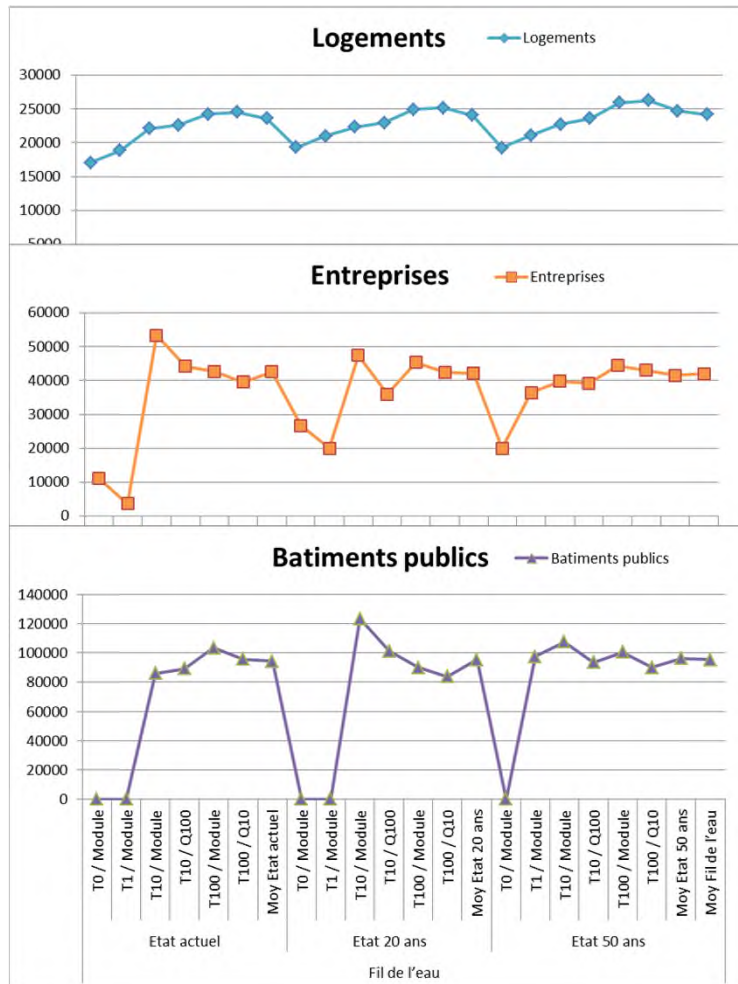 Logements
Logements
30000
25000
20000
15000
10000
5000
Entreprises
Entreprises
60000
50000
40000
30000
20000
10000
0
Batiments publics
Batiments publics
140000
120000
100000
80000
60000
40000
20000
0
T0 / Module
T1 / Module
T10 / Module
T10 / Q100
T100 / Module
T100 / Q10
Moy Etat actuel
T0 / Module
T1 / Module
T10 / Module
T10 / Q100
T100 / Module
T100 / Q10
Moy Etat 20 ans
T0 / Module
T1 / Module
T10 / Module
T10 / Q100
T100 / Module
T100 / Q10
Moy Etat 50 ans
Moy Fil de l'eau
Etat actuel
Etat 20 ans
Etat 50 ans
Fil de l'eau